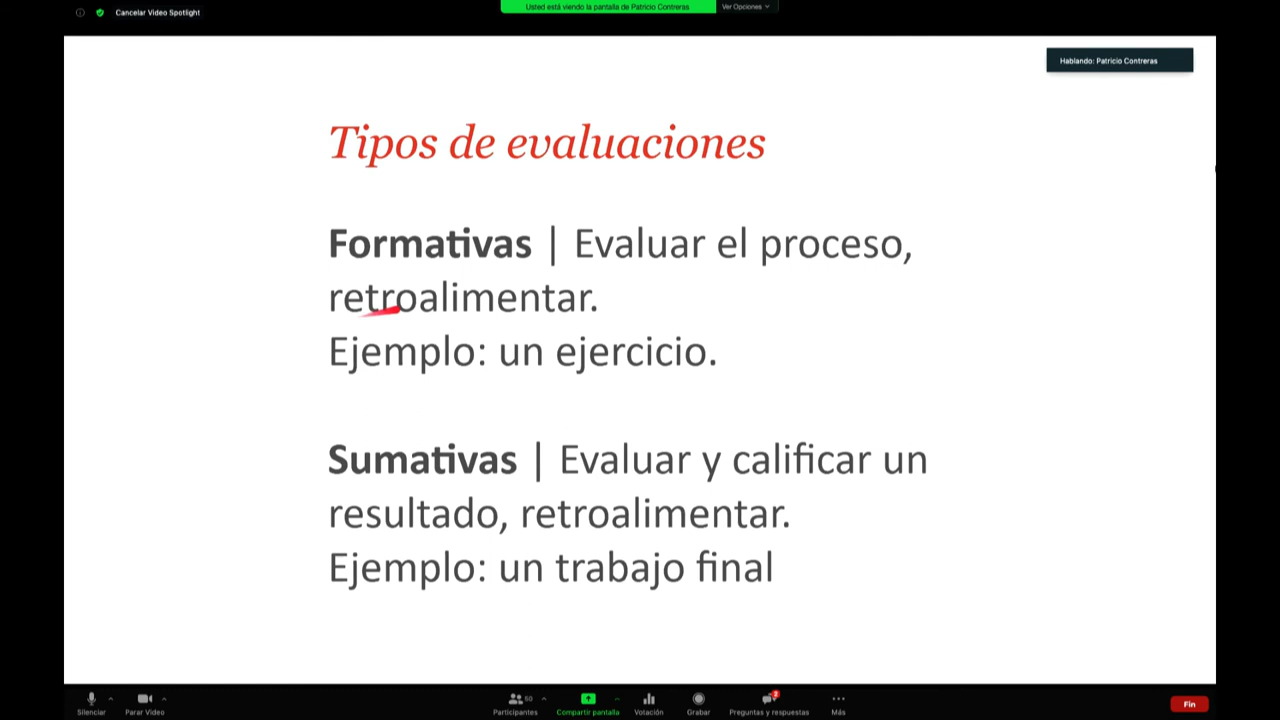 Cancelar Video Spotlight
Usted está viendo la pantalla de Patricio Contreras
Ver Opciones
Hablando: Patricio Contreras
Tipos de evaluaciones
Formativas | Evaluar el proceso,
retroalimentar.
Ejemplo: un ejercicio.
Sumativas | Evaluar y calificar un
resultado, retroalimentar.
Ejemplo: un trabajo final
Silenciar
Parar Video
Participantes
50
Compartir pantalla
Votación
Grabar
Preguntas y respuestas
2
Más
Fin